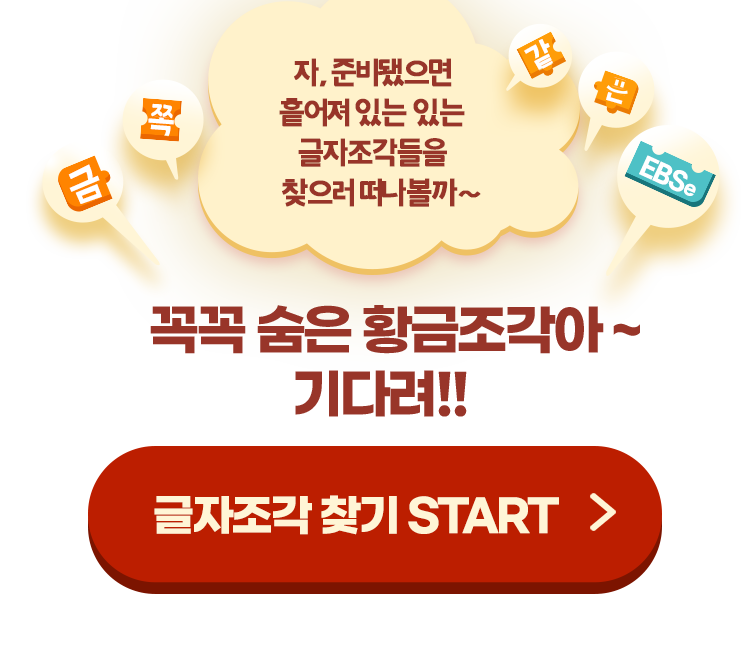 자, 준비됐으면
흩어져 있는 있는
글자조각들을
찾으러 떠나볼까~
금
쪽
같
은
EBSe
꼭꼭 숨은 황금조각아~
기다려!!
글자조각 찾기 START >